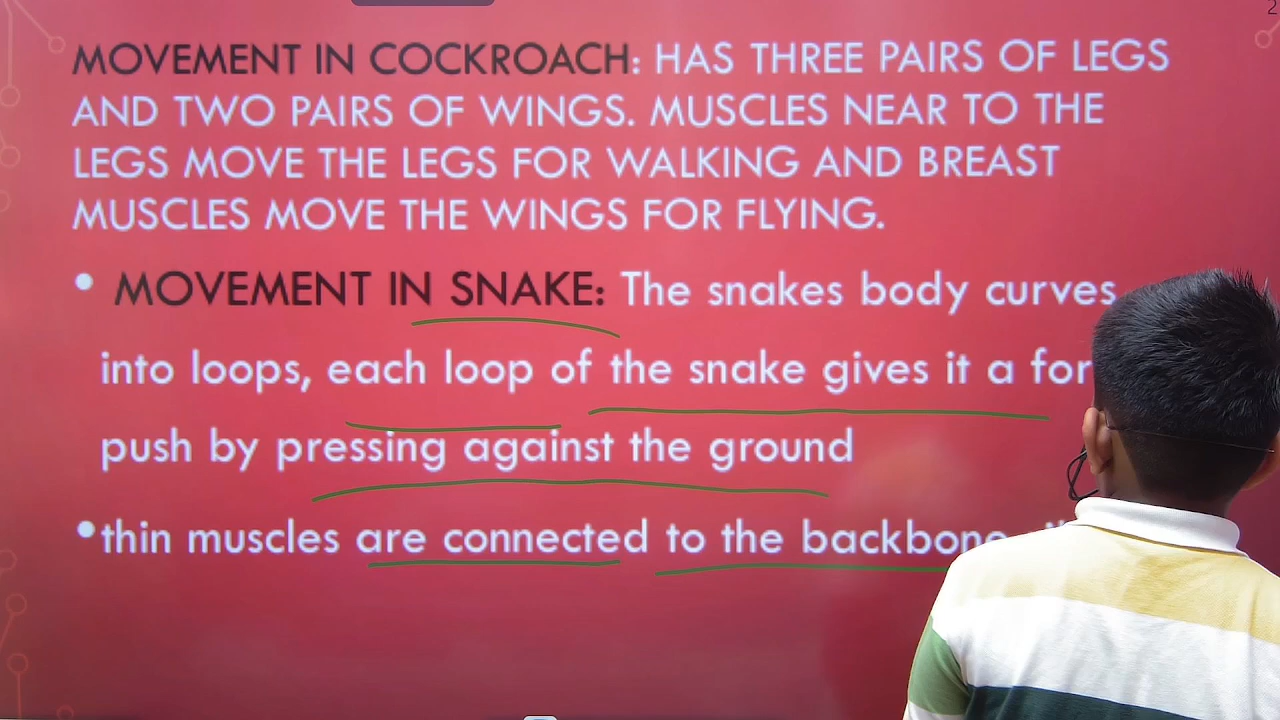 MOVEMENT IN COCKROACH: HAS THREE PAIRS OF LEGS
AND TWO PAIRS OF WINGS. MUSCLES NEAR TO THE
LEGS MOVE THE LEGS FOR WALKING AND BREAST
MUSCLES MOVE THE WINGS FOR FLYING.
• MOVEMENT IN SNAKE: The snakes body curves
into loops, each loop of the snake gives it a for
push by pressing against the ground
•thin muscles are connected to the backbone
2